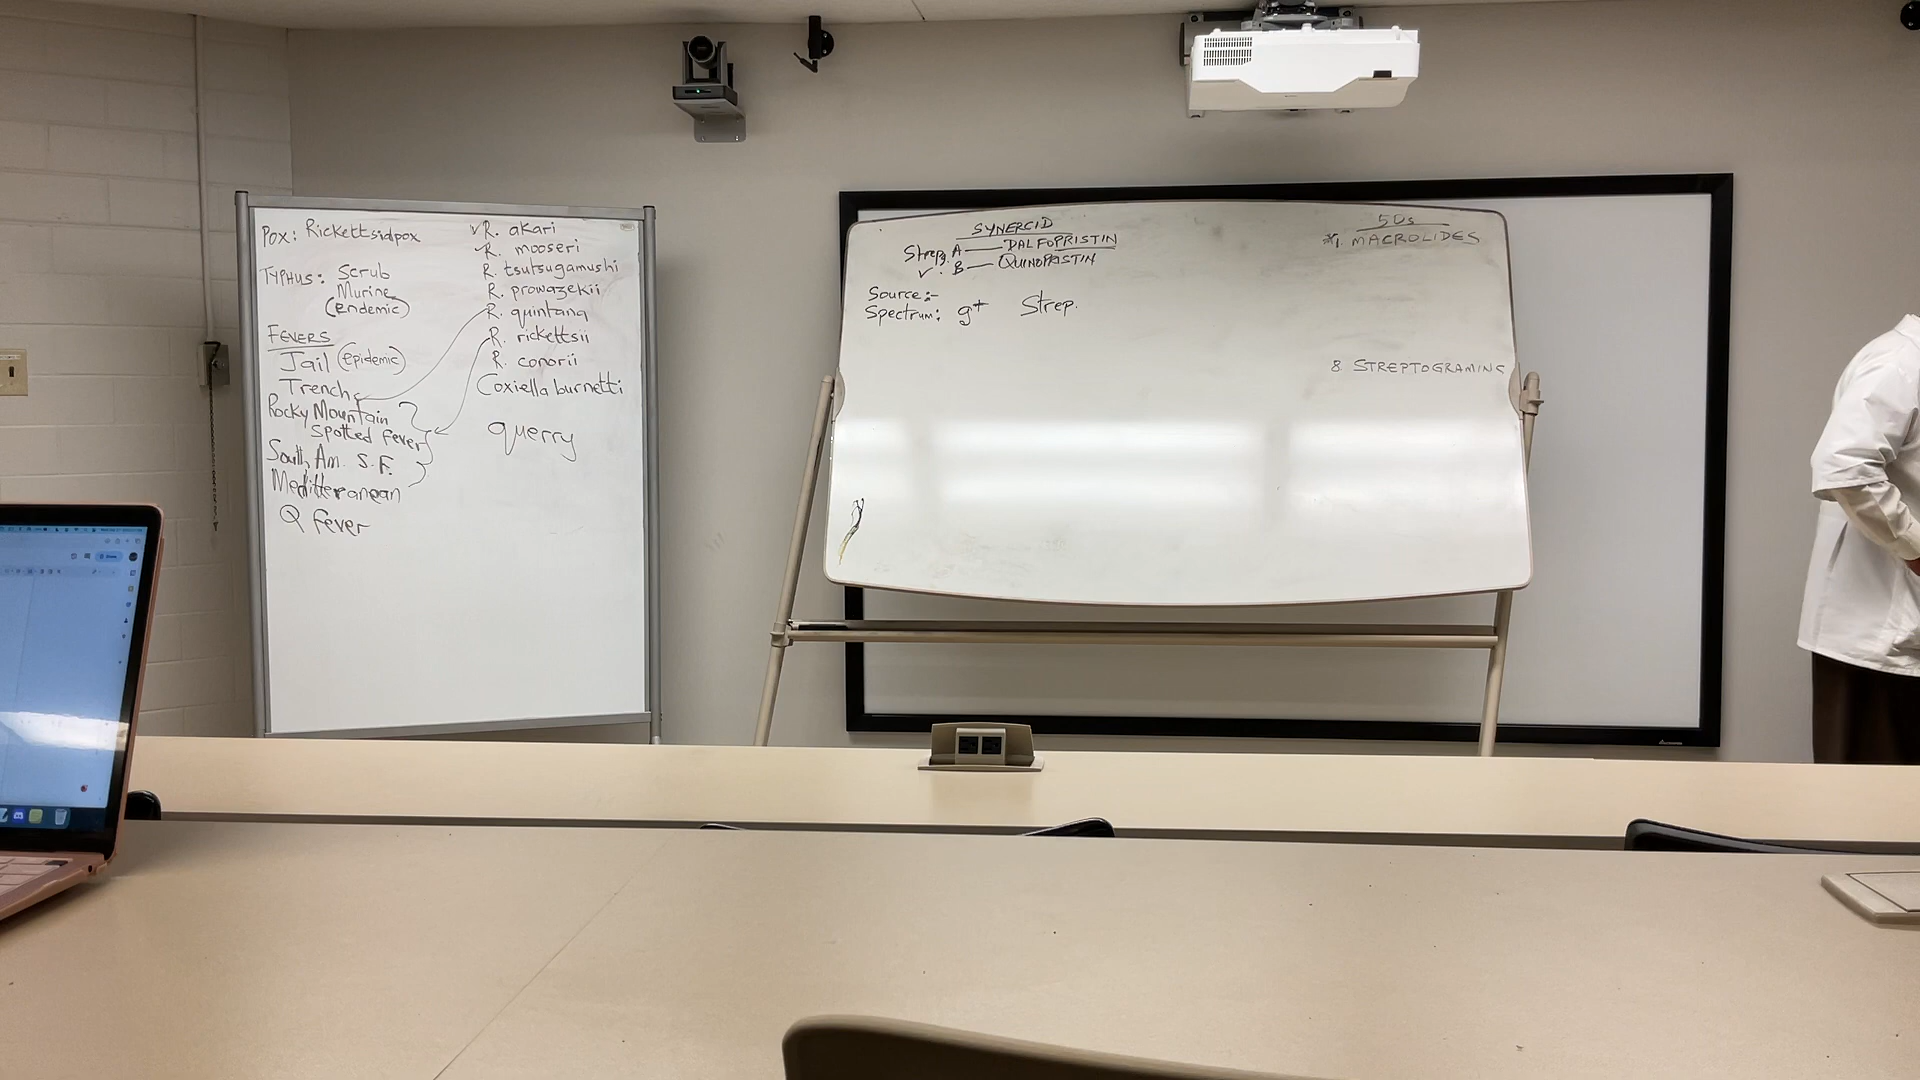 Pox: Rickettsialpox
TYPHUS: Scrub
Murine
(Endemic)
FEVERS
Jail (Epidemic)
Trench
Rocky Mountain
Spotted Fever
South Am. S.F.
Mediterranean
Q Fever
R. akari
R. mooseri
R. tsutsugamushi
R. prowazekii
R. quintana
R. rickettsii
R. conorii
Coxiella burnetti
querry
SYNERCID
Strepg. A — DALFOPRISTIN
B — QUINOPRISTIN
Source:-
Spectrum: g+ Strep.
50s
*1. MACROLIDES
8 STREPTOGRAMINS